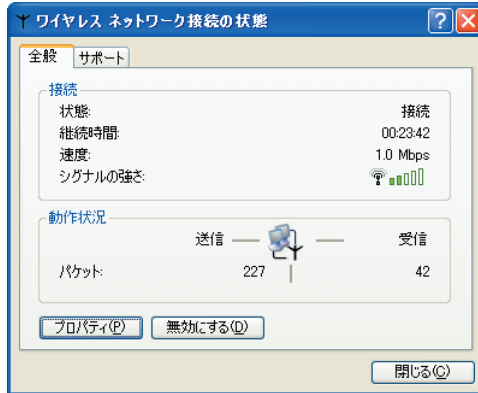 ワイヤレス ネットワーク接続の状態
全般 サポート
接続
状態: 接続
継続時間: 00:23:42
速度: 1.0 Mbps
シグナルの強さ:
動作状況
送信 受信
パケット: 227 42
プロパティ(P) 無効にする(D)
閉じる(C)